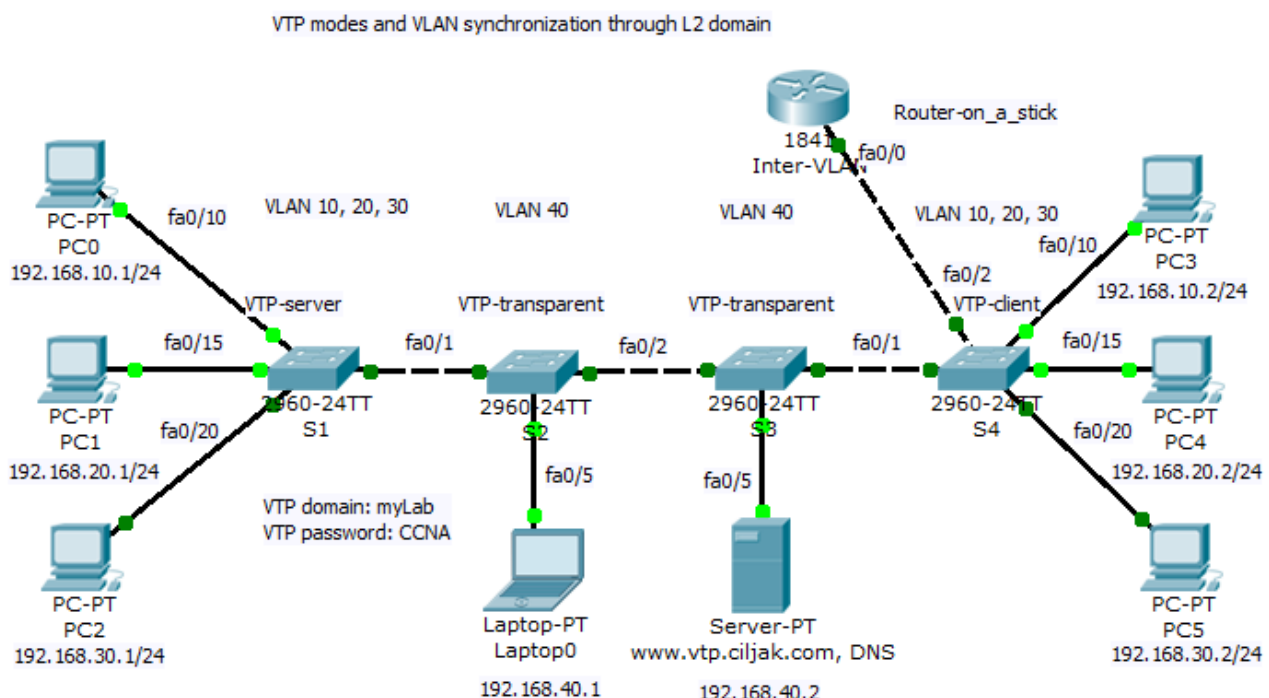 VTP modes and VLAN synchronization through L2 domain
Router-on_a_stick
1841
Inter-VLAN
fa0/0
PC-PT
PC0
192.168.10.1/24
fa0/10
VLAN 10, 20, 30
VLAN 40
VLAN 40
VLAN 10, 20, 30
fa0/10
PC-PT
PC3
192.168.10.2/24
fa0/2
VTP-server
VTP-transparent
VTP-transparent
VTP-client
fa0/15
fa0/1
fa0/2
fa0/1
fa0/15
PC-PT
PC1
192.168.20.1/24
2960-24TT
S1
2960-24TT
S2
2960-24TT
S3
2960-24TT
S4
PC-PT
PC4
192.168.20.2/24
fa0/20
fa0/5
fa0/5
fa0/20
VTP domain: myLab
VTP password: CCNA
PC-PT
PC2
192.168.30.1/24
Laptop-PT
Laptop0
192.168.40.1
Server-PT
www.vtp.ciljak.com, DNS
192.168.40.2
PC-PT
PC5
192.168.30.2/24